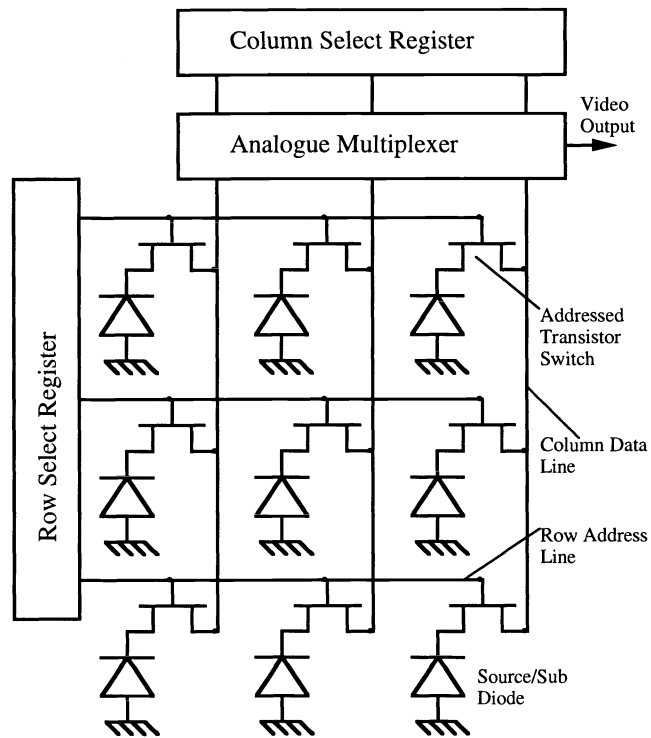 Column Select Register
Video
Output
Analogue Multiplexer
Row Select Register
Addressed
Transistor
Switch
Column Data
Line
Row Address
Line
Source/Sub
Diode